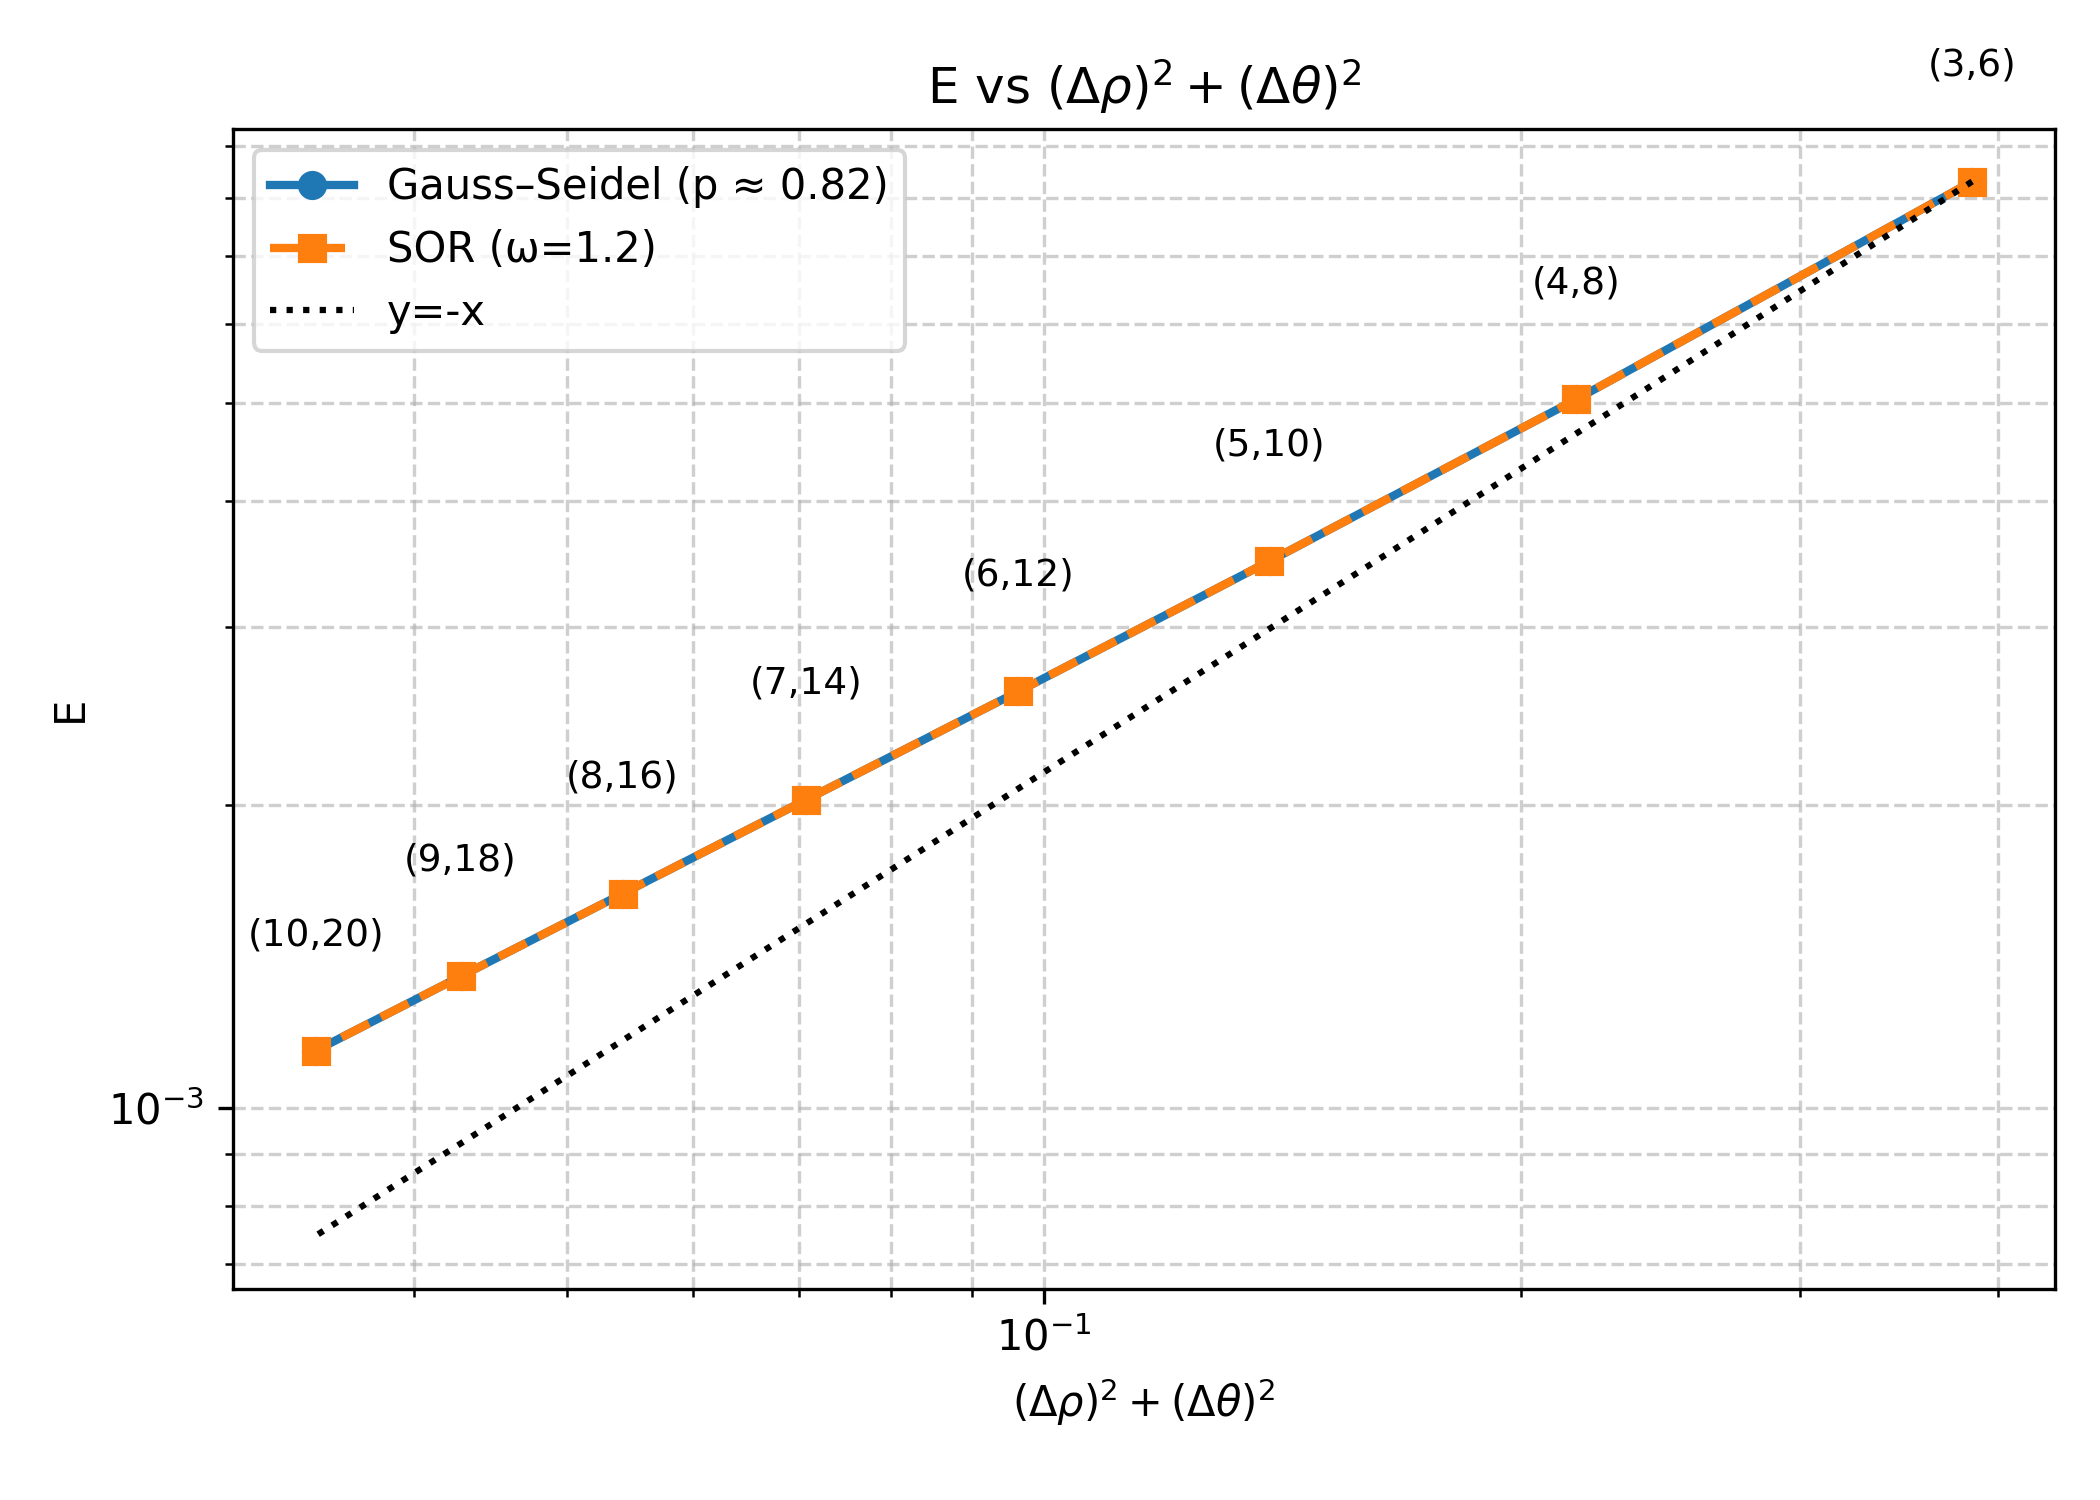 (3,6)
E vs (Δρ)² + (Δθ)²
Gauss–Seidel (p ≈ 0.82)
SOR (ω=1.2)
y=-x
(4,8)
(5,10)
(6,12)
(7,14)
(8,16)
(9,18)
(10,20)
E
10⁻³
10⁻¹
(Δρ)² + (Δθ)²